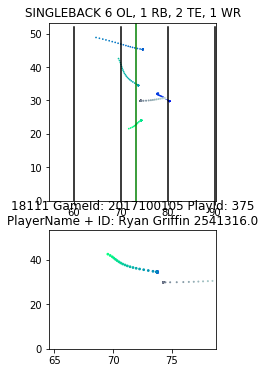 SINGLEBACK 6 OL, 1 RB, 2 TE, 1 WR
50
40
30
20
10
0
60 70 80 90
18111 GameId: 2017100105 PlayId: 375
PlayerName + ID: Ryan Griffin 2541316.0
40
20
0
65 70 75